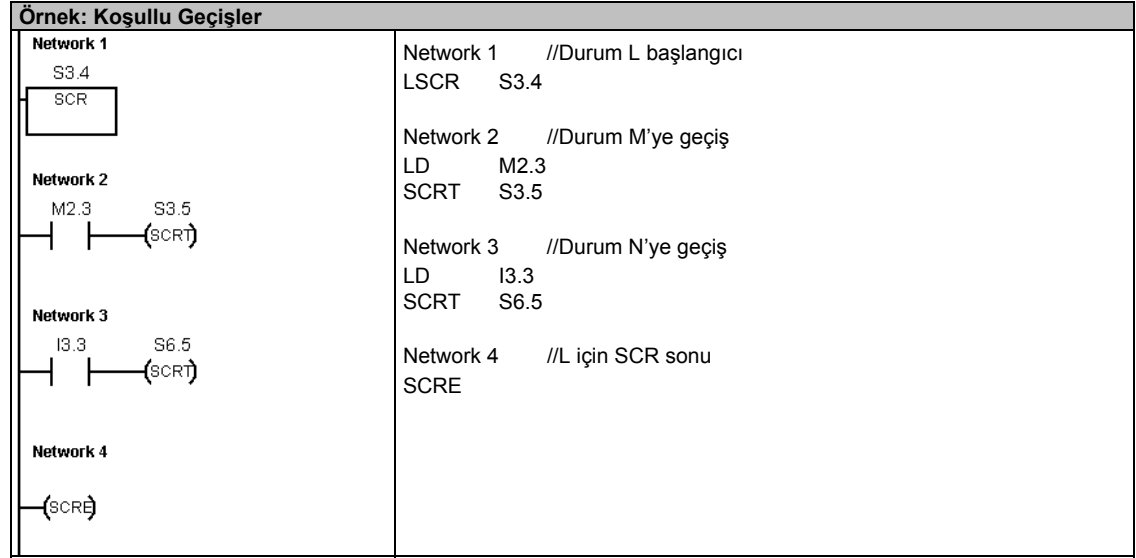 Örnek: Koşullu Geçişler
Network 1
S3.4
SCR
Network 2
M2.3 S3.5
(SCRT)
Network 3
I3.3 S6.5
(SCRT)
Network 4
(SCRE)
Network 1 //Durum L başlangıcı
LSCR S3.4
Network 2 //Durum M’ye geçiş
LD M2.3
SCRT S3.5
Network 3 //Durum N’ye geçiş
LD I3.3
SCRT S6.5
Network 4 //L için SCR sonu
SCRE